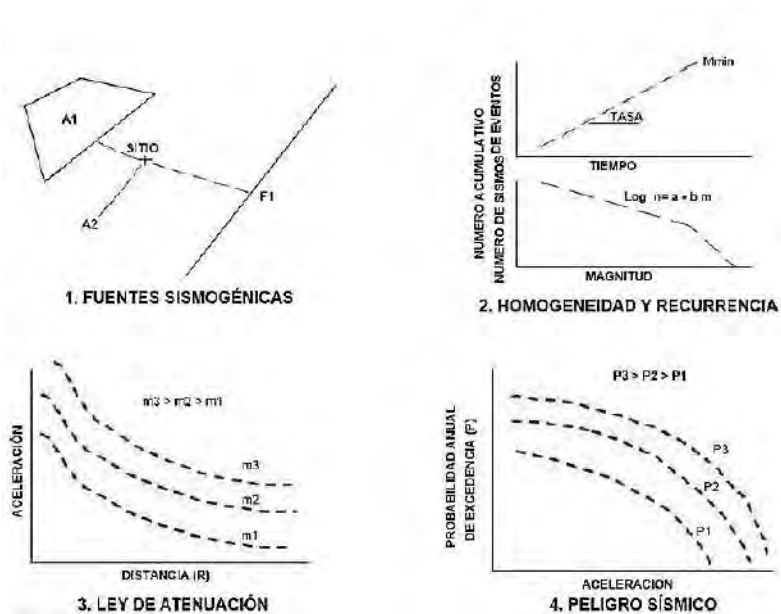 A1
SITIO
A2
F1
1. FUENTES SISMOGÉNICAS
NUMERO ACUMULATIVO
NUMERO DE SISMOS DE EVENTOS
Mmin
TASA
TIEMPO
Log n= a - b m
MAGNITUD
2. HOMOGENEIDAD Y RECURRENCIA
ACELERACIÓN
m3 > m2 > m1
m3
m2
m1
DISTANCIA (R)
3. LEY DE ATENUACIÓN
PROBABILIDAD ANUAL
DE EXCEDENCIA (P)
P3 > P2 > P1
P3
P2
P1
ACELERACION
4. PELIGRO SÍSMICO